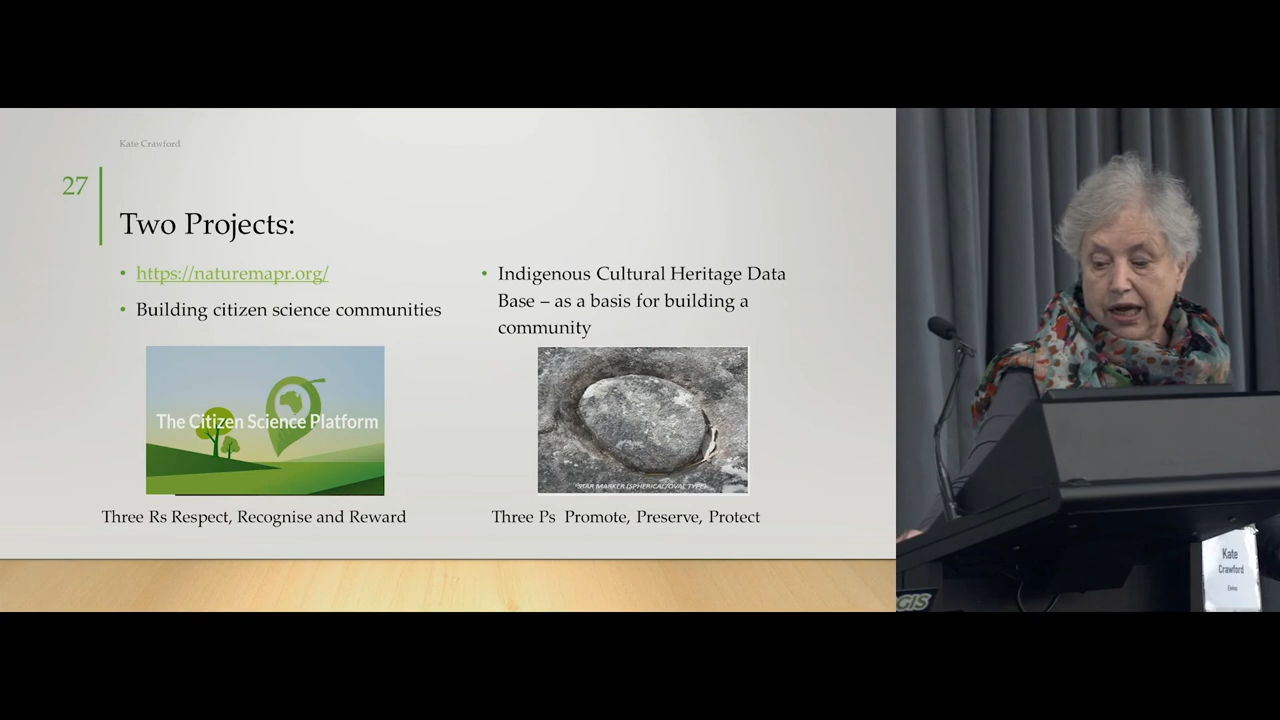 Kate Crawford
27
Two Projects:
• https://naturemapr.org/
• Building citizen science communities
The Citizen Science Platform
Three Rs Respect, Recognise and Reward
• Indigenous Cultural Heritage Data
Base – as a basis for building a
community
STAR MARKER (SPHERICAL/OVAL TYPE)
Three Ps Promote, Preserve, Protect
Kate
Crawford
GIS